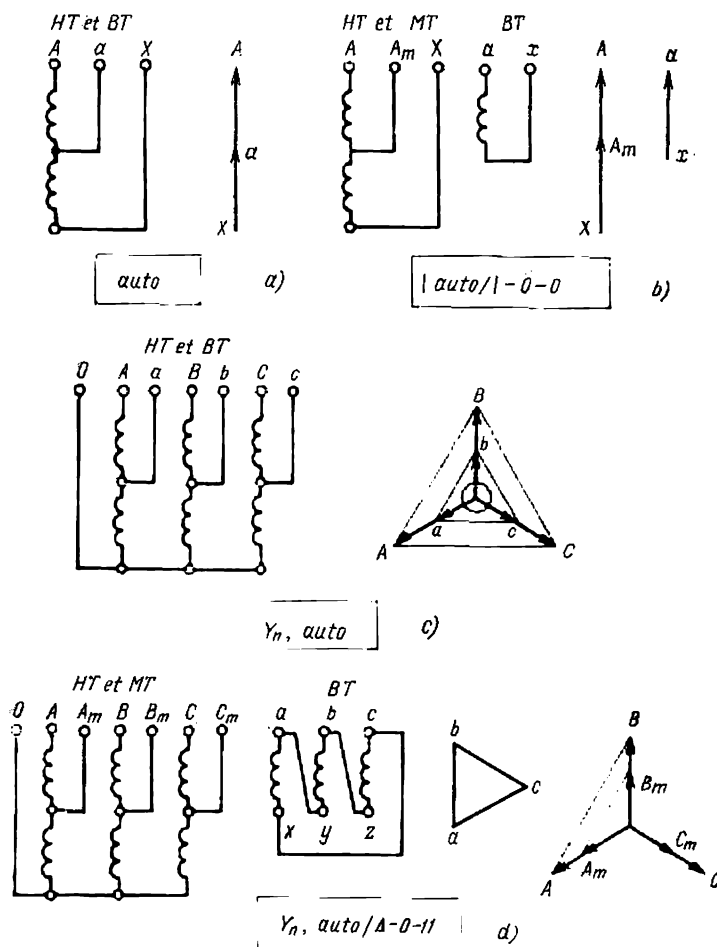 HT et BT
A a X A
a
X
auto a)
HT et MT BT
A Am X a x A a
Am x
X
| auto/|-0-0 b)
HT et BT
0 A a B b C c
B
b
a c
A C
Yn, auto c)
HT et MT BT
0 A Am B Bm C Cm a b c
x y z
b
c
a
B
Bm
Cm
Am
A C
Yn, auto/Δ-0-11 d)